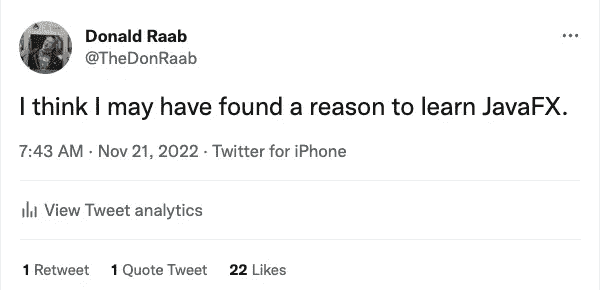 Donald Raab
@TheDonRaab
I think I may have found a reason to learn JavaFX.
7:43 AM · Nov 21, 2022 · Twitter for iPhone
View Tweet analytics
1 Retweet 1 Quote Tweet 22 Likes